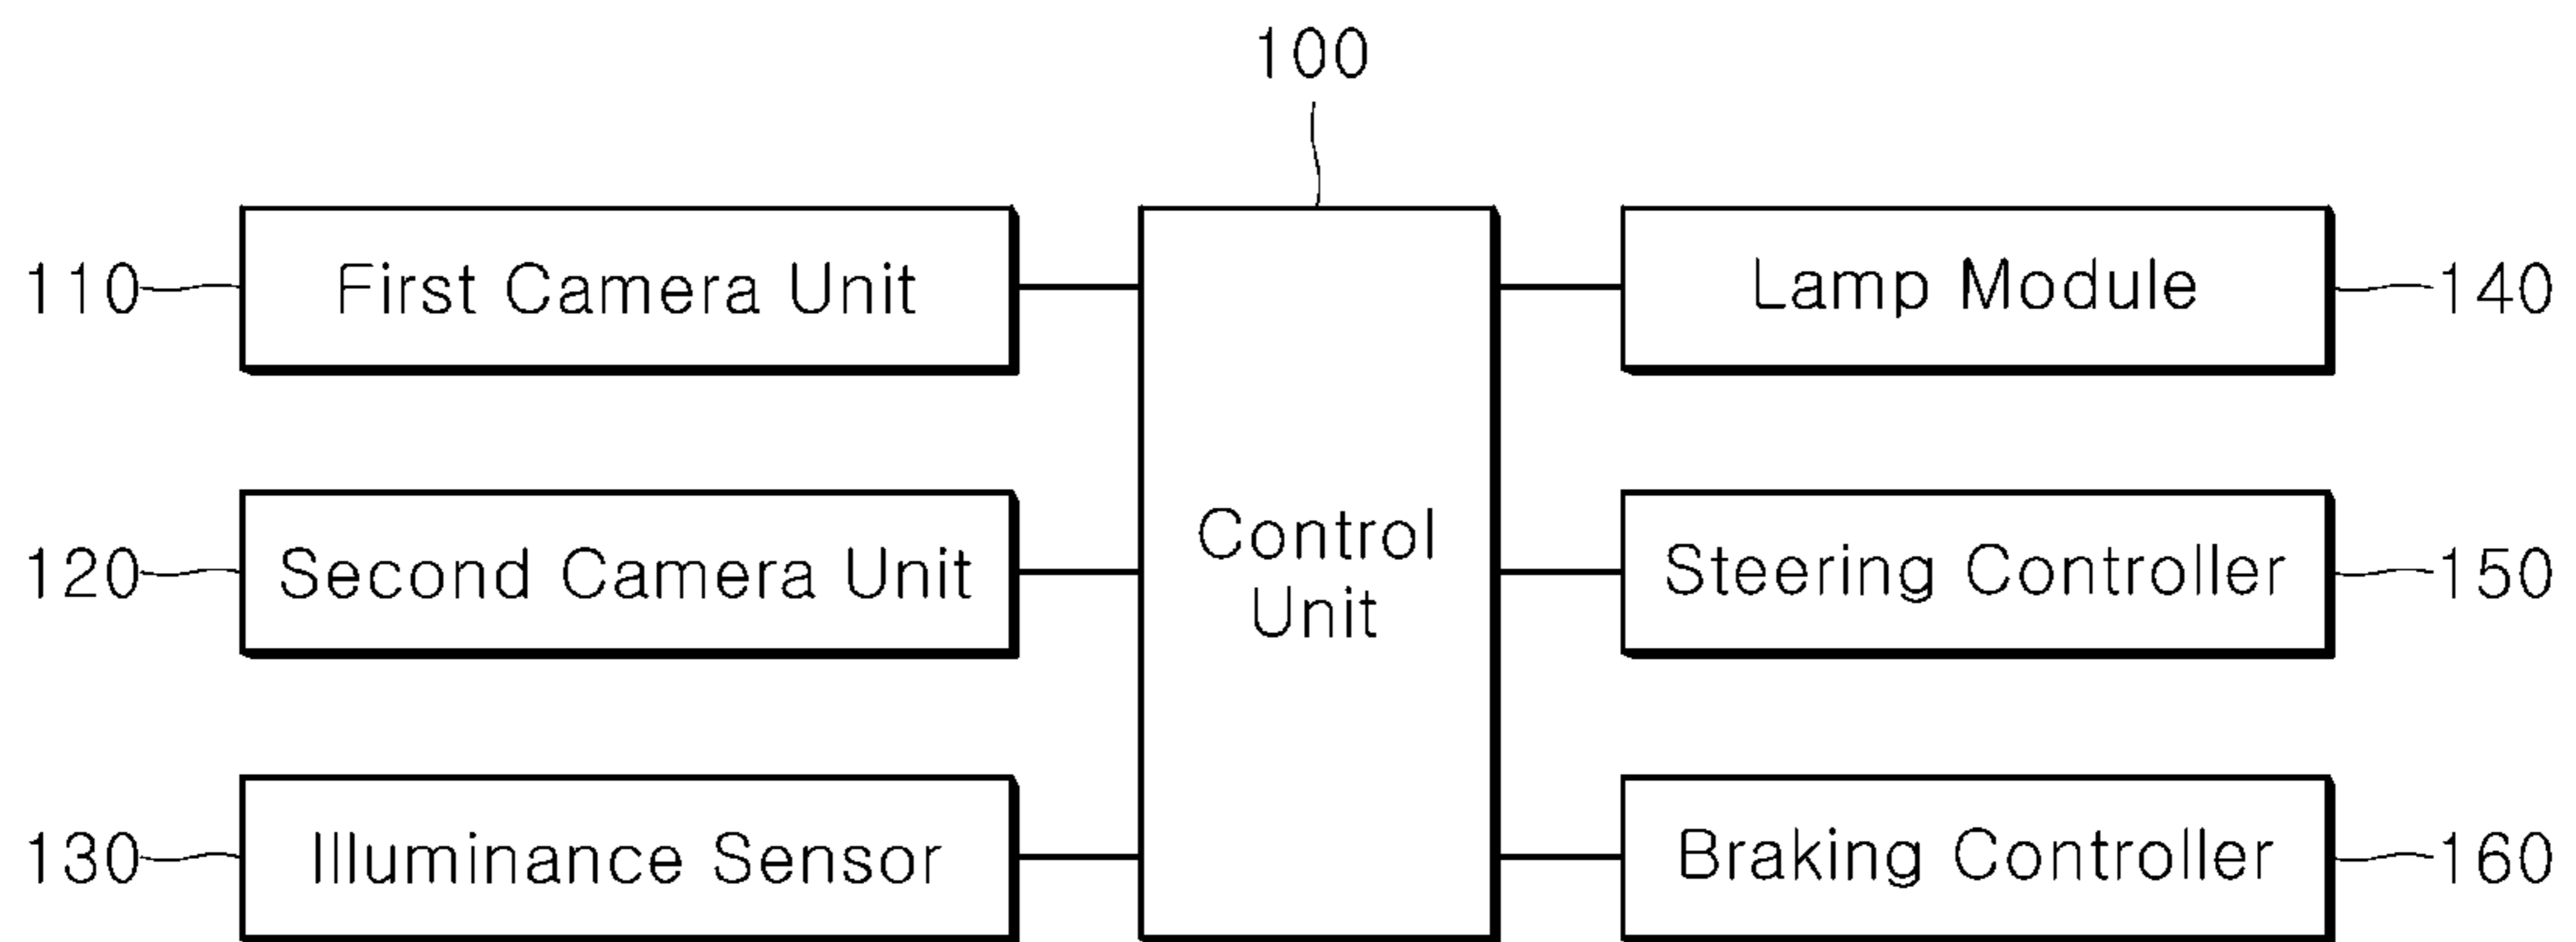 100
110 First Camera Unit
Lamp Module 140
120 Second Camera Unit
Control
Unit
Steering Controller 150
130 Illuminance Sensor
Braking Controller 160